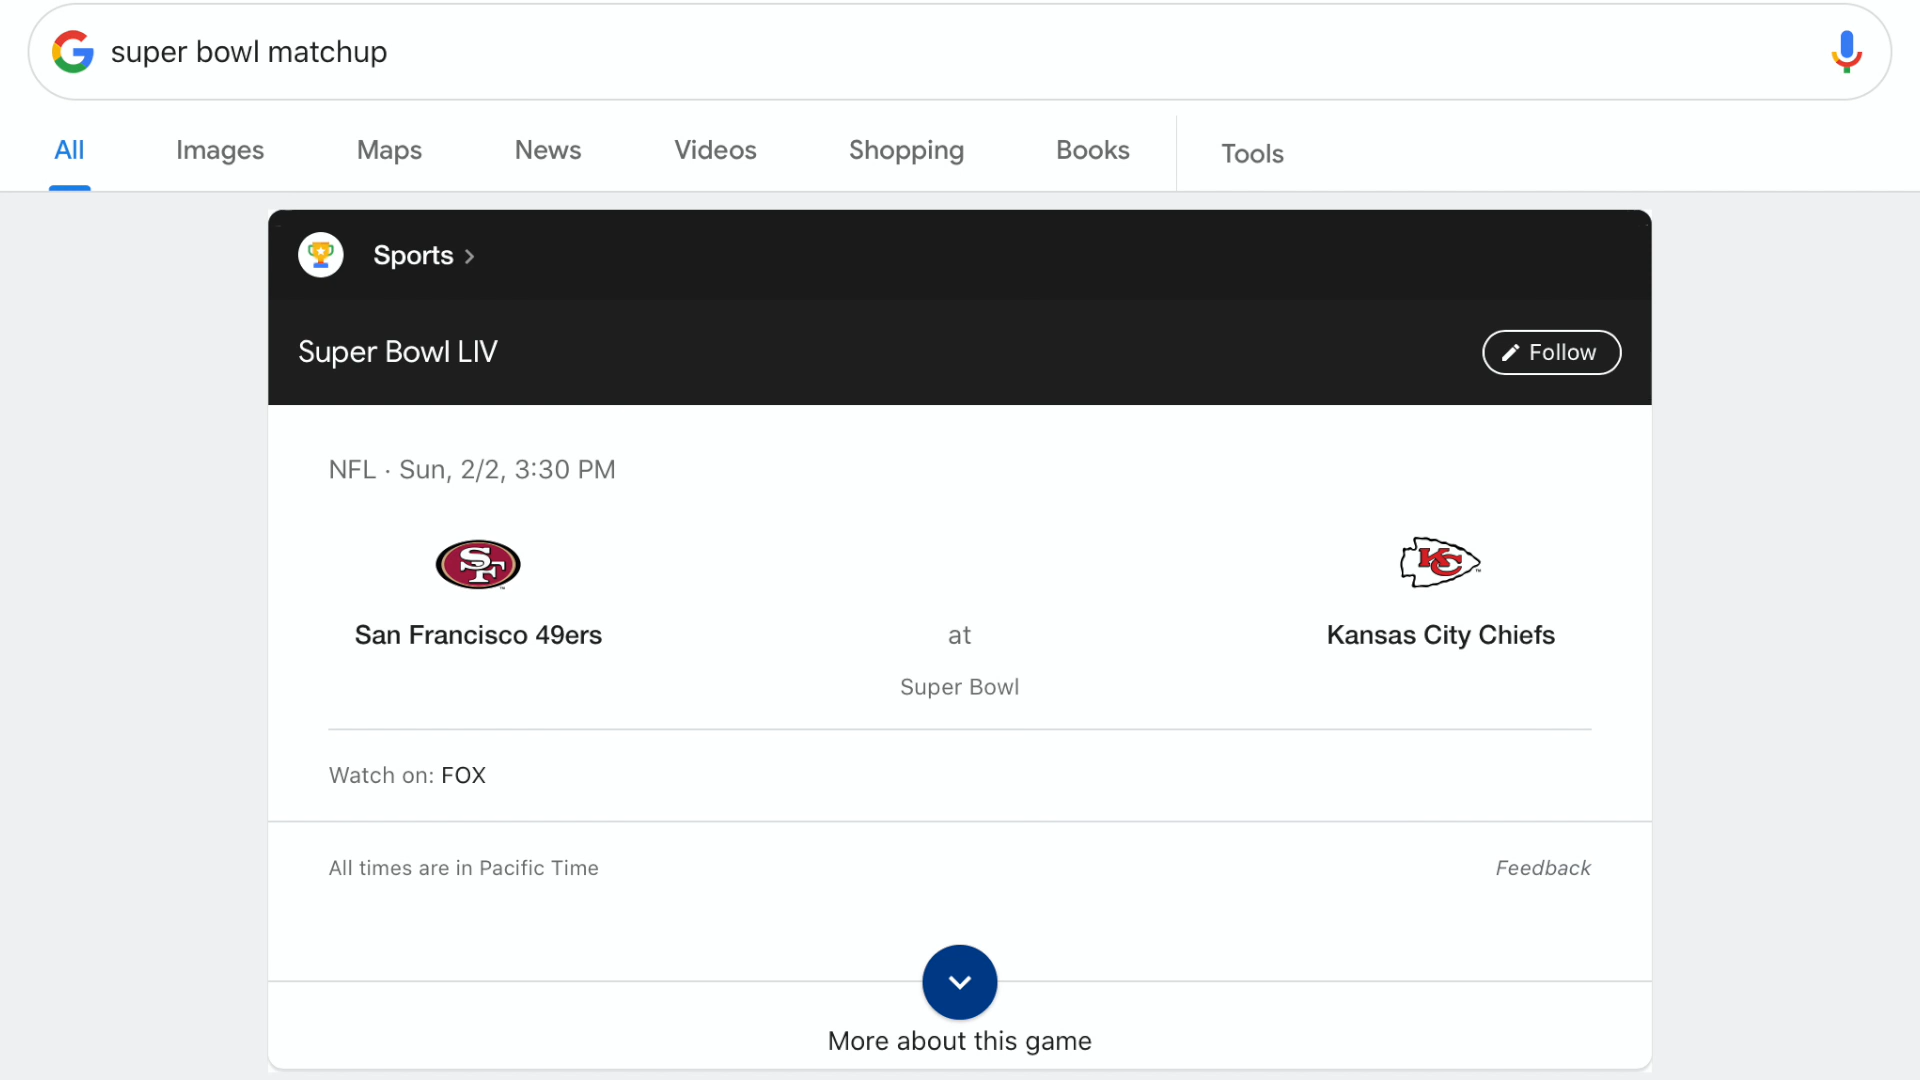 super bowl matchup
All Images Maps News Videos Shopping Books Tools
Sports
Super Bowl LIV
Follow
NFL · Sun, 2/2, 3:30 PM
SF KC
San Francisco 49ers at Kansas City Chiefs
Super Bowl
Watch on: FOX
All times are in Pacific Time Feedback
More about this game